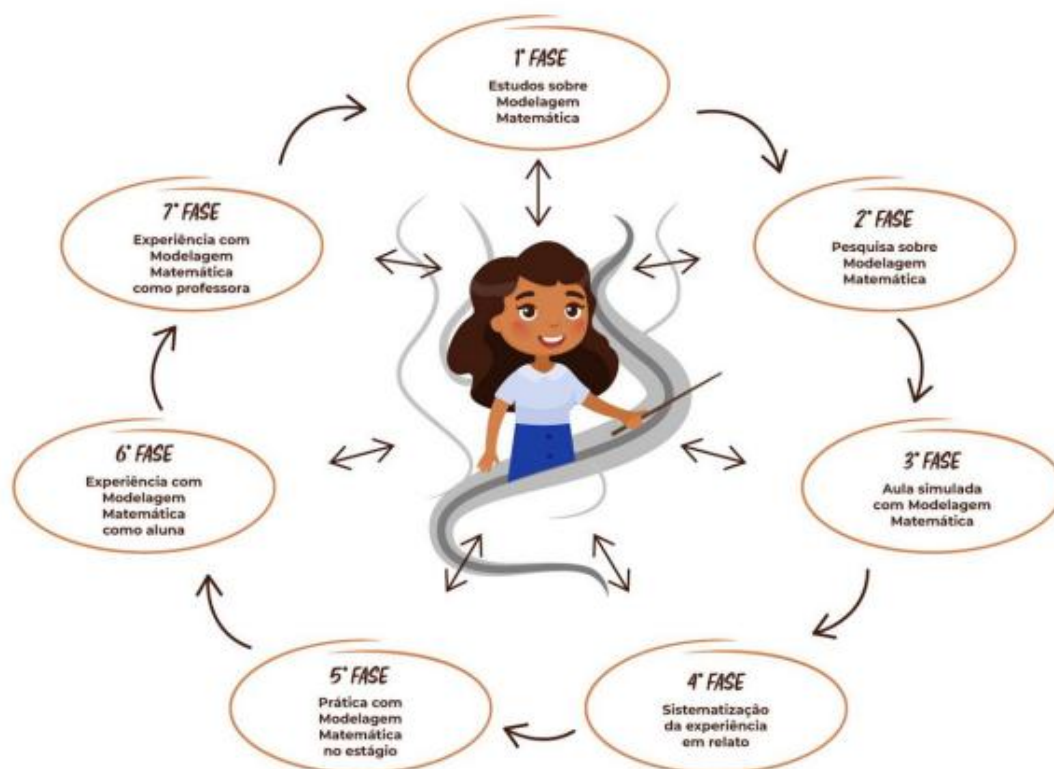 1ª FASE
Estudos sobre
Modelagem
Matemática
2ª FASE
Pesquisa sobre
Modelagem
Matemática
3ª FASE
Aula simulada
com Modelagem
Matemática
4ª FASE
Sistematização
da experiência
em relato
5ª FASE
Prática com
Modelagem
Matemática
no estágio
6ª FASE
Experiência com
Modelagem
Matemática
como aluna
7ª FASE
Experiência com
Modelagem
Matemática
como professora